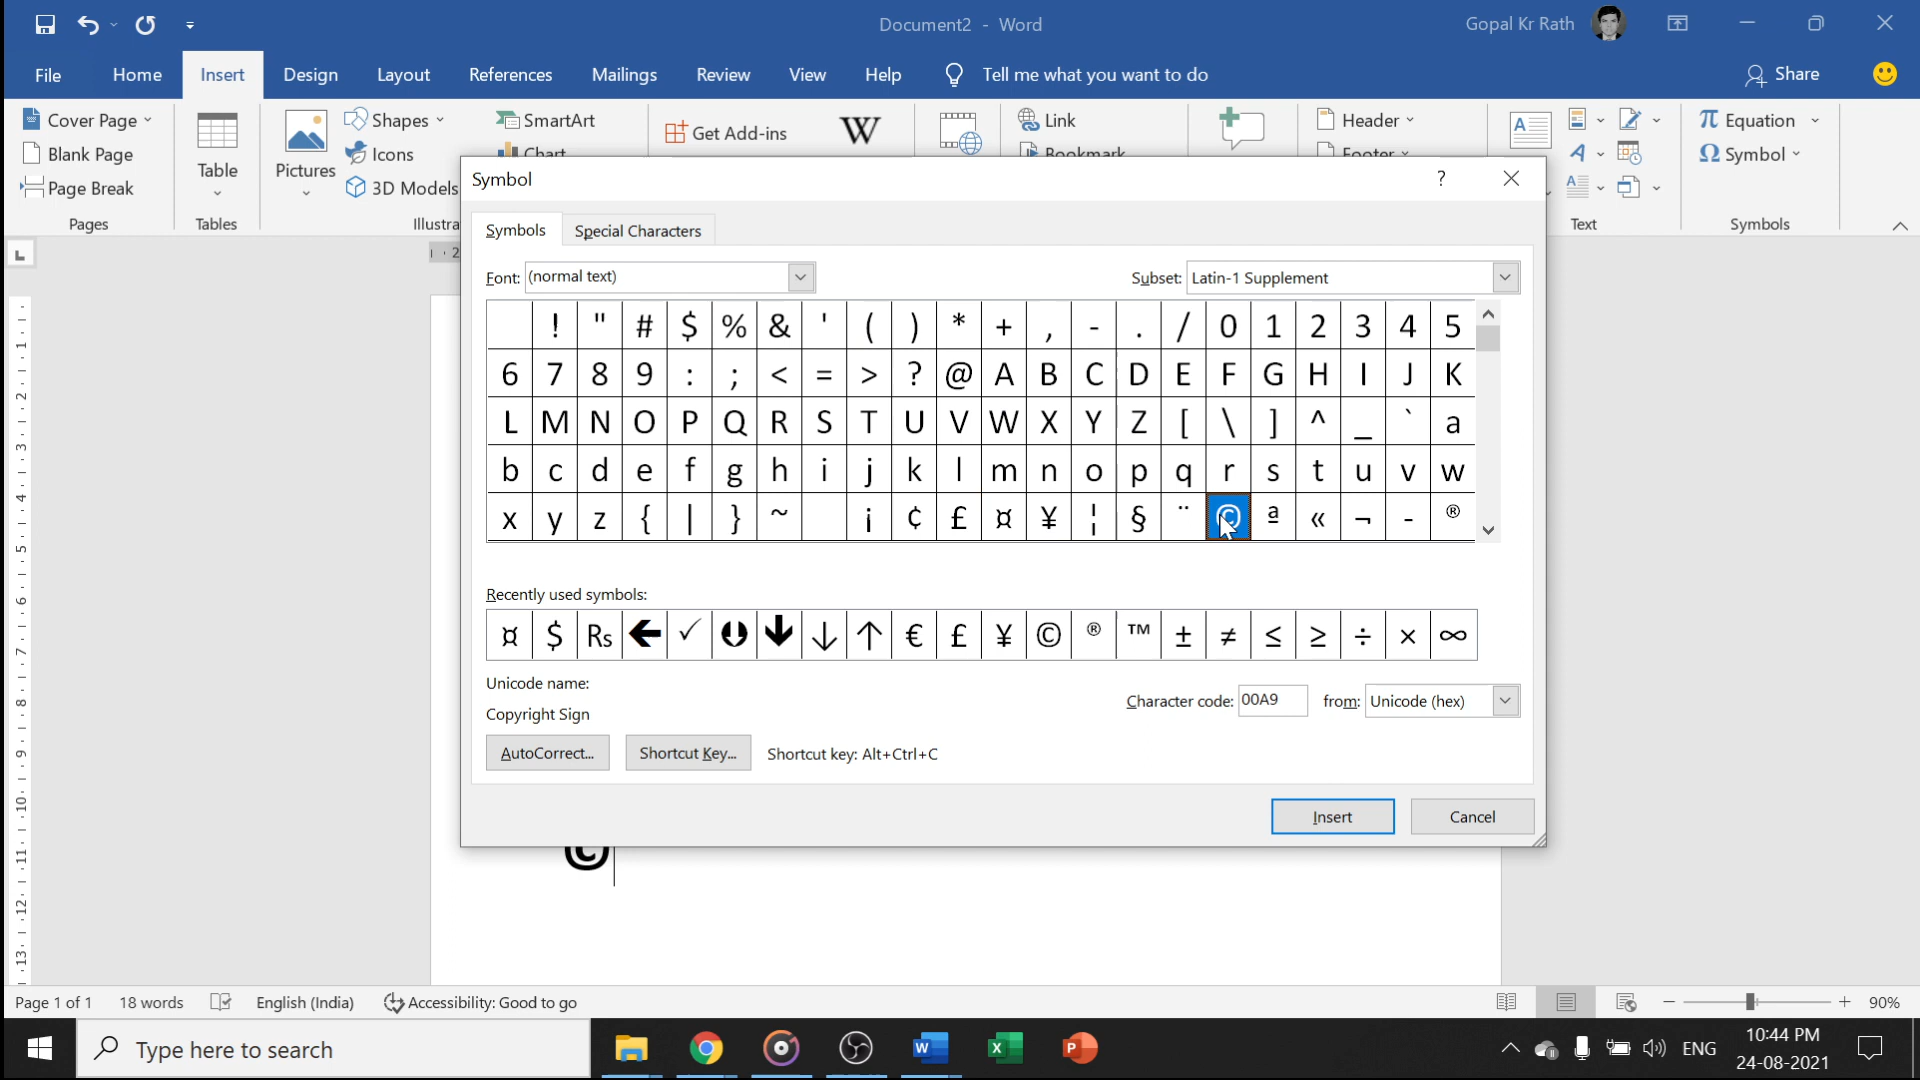 Document2 - Word
Gopal Kr Rath
File Home Insert Design Layout References Mailings Review View Help Tell me what you want to do Share
Cover Page
Blank Page
Page Break
Pages
Table
Tables
Pictures
Shapes
Icons
3D Models
SmartArt
Chart
Illustra
Get Add-ins
W
Link
Bookmark
Header
Footer
A
Text
π Equation
Ω Symbol
Symbols
Symbol ?
Symbols Special Characters
Font: (normal text) Subset: Latin-1 Supplement
! " # $ % & ' ( ) * + , - . / 0 1 2 3 4 5
6 7 8 9 : ; < = > ? @ A B C D E F G H I J K
L M N O P Q R S T U V W X Y Z [ \ ] ^ _ ` a
b c d e f g h i j k l m n o p q r s t u v w
x y z { | } ~ ¡ ¢ £ ¤ ¥ ¦ § ¨ © ª « ¬ - ®
Recently used symbols:
¤ $ ₨ 🡸 ✓ ⮋ 🡻 ↓ ↑ € £ ¥ © ® ™ ± ≠ ≤ ≥ ÷ × ∞
Unicode name:
Copyright Sign
Character code: 00A9 from: Unicode (hex)
AutoCorrect... Shortcut Key... Shortcut key: Alt+Ctrl+C
Insert Cancel
©
Page 1 of 1 18 words English (India) Accessibility: Good to go 90%
Type here to search
ENG
10:44 PM
24-08-2021